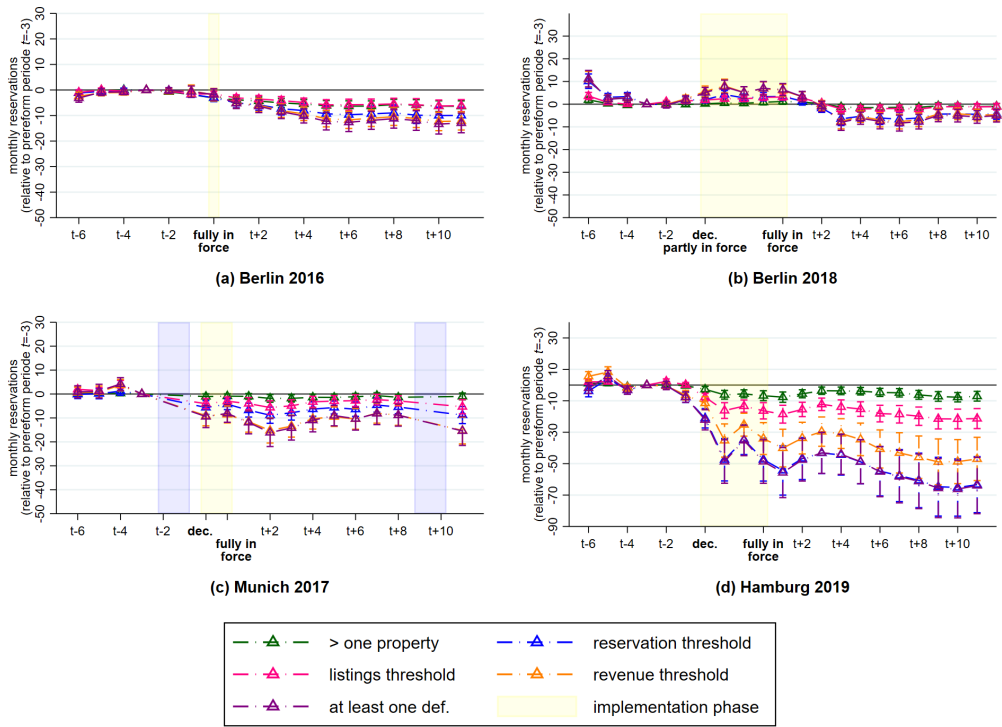 monthly reservations
(relative to prereform periode t=-3)
30
20
10
0
-10
-20
-30
-40
-50
t-6
t-4
t-2
fully in
force
t+2
t+4
t+6
t+8
t+10
(a) Berlin 2016
monthly reservations
(relative to prereform periode t=-3)
30
20
10
0
-10
-20
-30
-40
-50
t-6
t-4
t-2
dec.
partly in force
fully in
force
t+2
t+4
t+6
t+8
t+10
(b) Berlin 2018
monthly reservations
(relative to prereform periode t=-3)
30
20
10
0
-10
-20
-30
-40
-50
t-6
t-4
t-2
dec.
fully in
force
t+2
t+4
t+6
t+8
t+10
(c) Munich 2017
monthly reservations
(relative to prereform periode t=-3)
30
10
-10
-30
-50
-70
-90
t-6
t-4
t-2
dec.
fully in
force
t+2
t+4
t+6
t+8
t+10
(d) Hamburg 2019
> one property
reservation threshold
listings threshold
revenue threshold
at least one def.
implementation phase